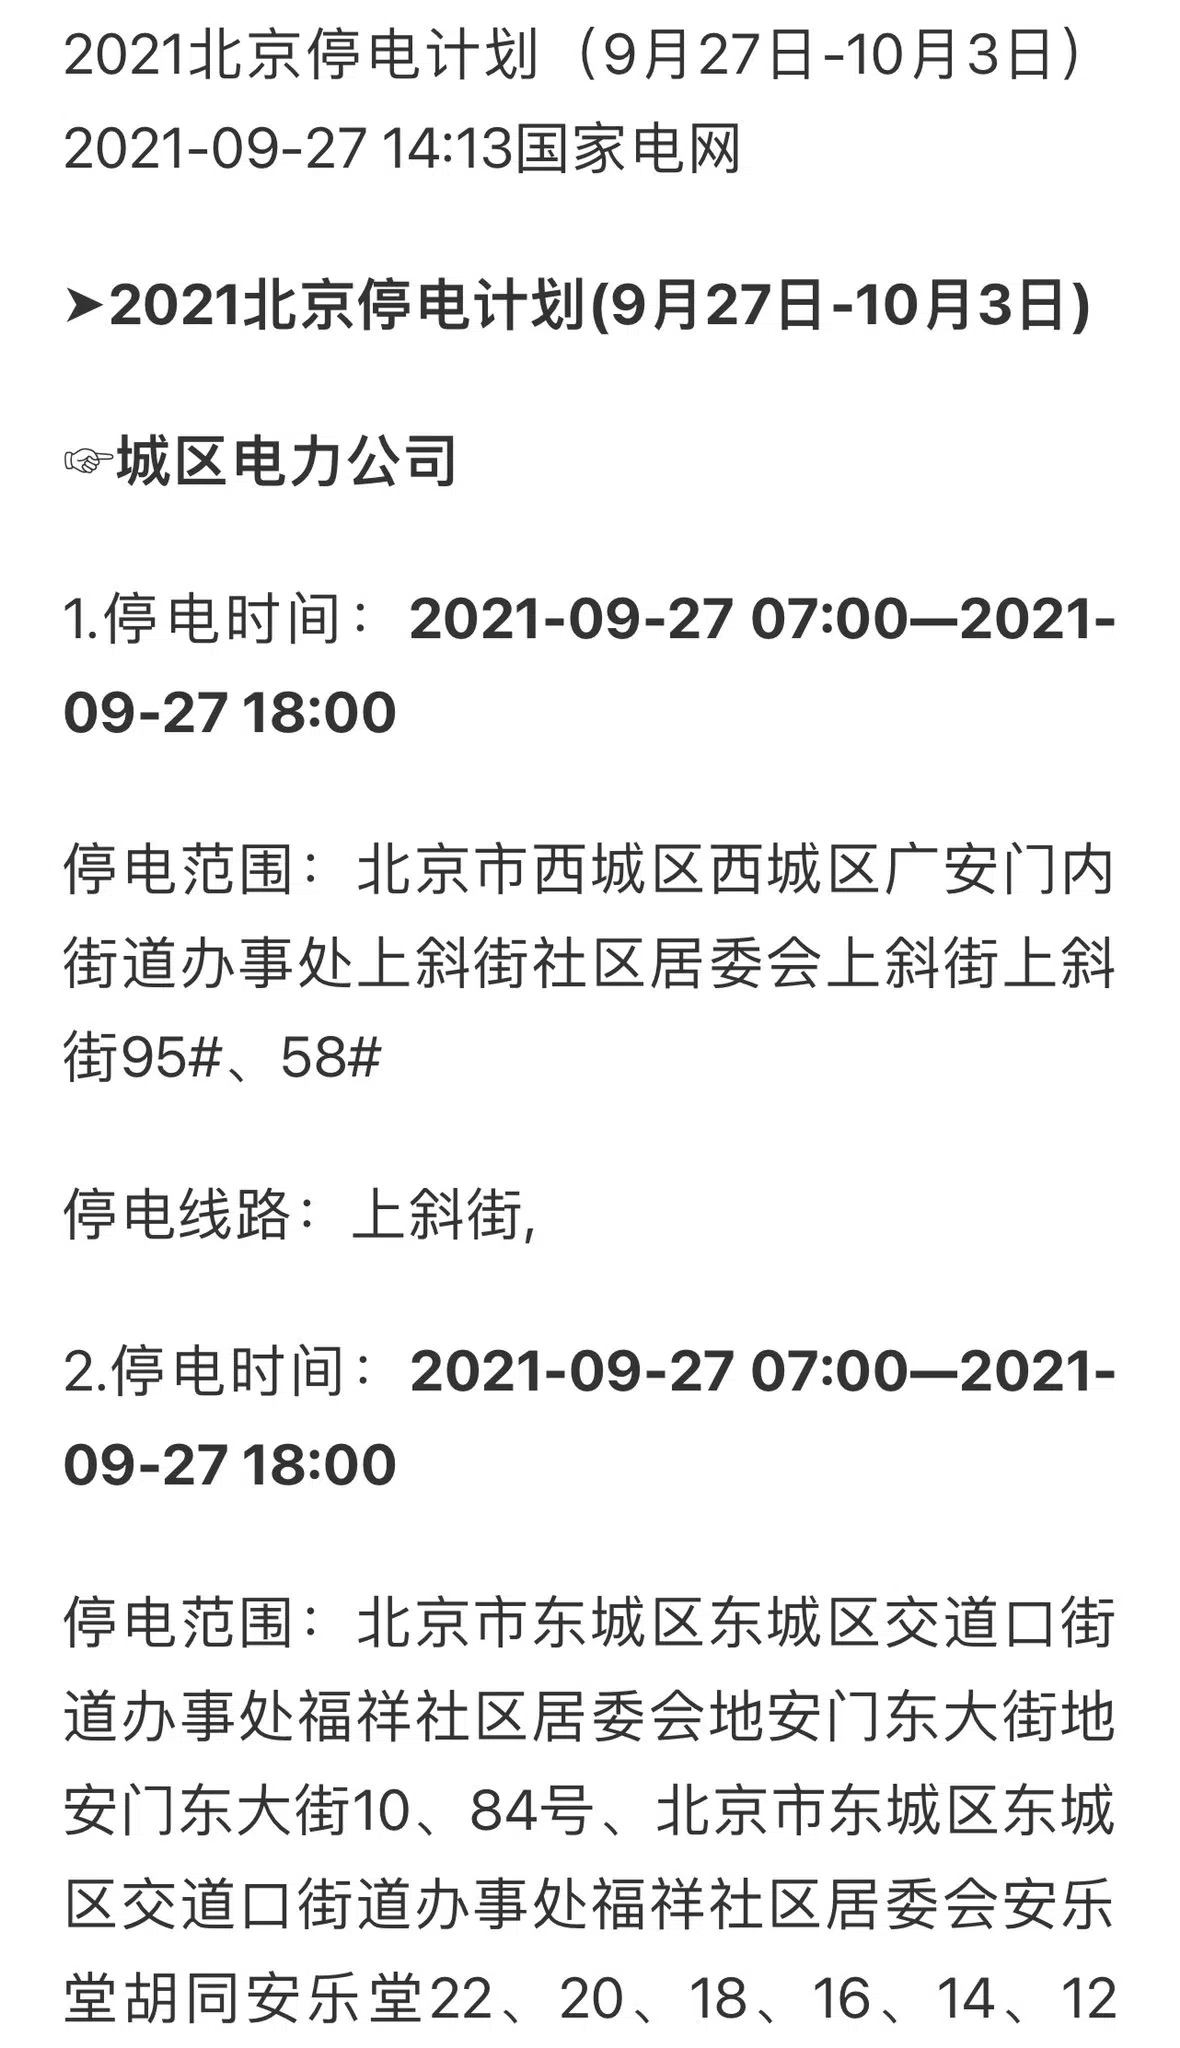 2021北京停电计划（9月27日-10月3日）
2021-09-27 14:13国家电网
➤2021北京停电计划(9月27日-10月3日)
☞城区电力公司
1.停电时间：2021-09-27 07:00—2021-
09-27 18:00
停电范围：北京市西城区西城区广安门内
街道办事处上斜街社区居委会上斜街上斜
街95#、58#
停电线路：上斜街,
2.停电时间：2021-09-27 07:00—2021-
09-27 18:00
停电范围：北京市东城区东城区交道口街
道办事处福祥社区居委会地安门东大街地
安门东大街10、84号、北京市东城区东城
区交道口街道办事处福祥社区居委会安乐
堂胡同安乐堂22、20、18、16、14、12